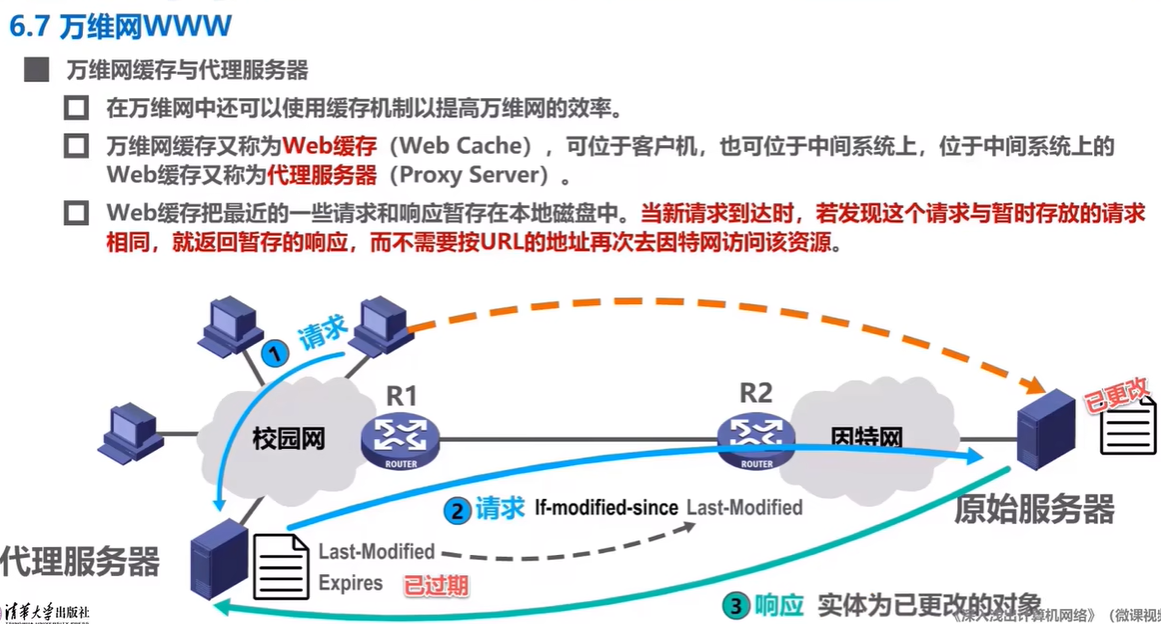 6.7 万维网WWW
万维网缓存与代理服务器
在万维网中还可以使用缓存机制以提高万维网的效率。
万维网缓存又称为Web缓存（Web Cache），可位于客户机，也可位于中间系统上，位于中间系统上的
Web缓存又称为代理服务器（Proxy Server）。
Web缓存把最近的一些请求和响应暂存在本地磁盘中。当新请求到达时，若发现这个请求与暂时存放的请求
相同，就返回暂存的响应，而不需要按URL的地址再次去因特网访问该资源。
1 请求
R1
R2
已更改
校园网
因特网
ROUTER
ROUTER
2 请求 If-modified-since Last-Modified
原始服务器
代理服务器
Last-Modified
Expires 已过期
3 响应 实体为已更改的对象
清华大学出版社
TSINGHUA UNIVERSITY PRESS
《深入浅出计算机网络》（微课视频